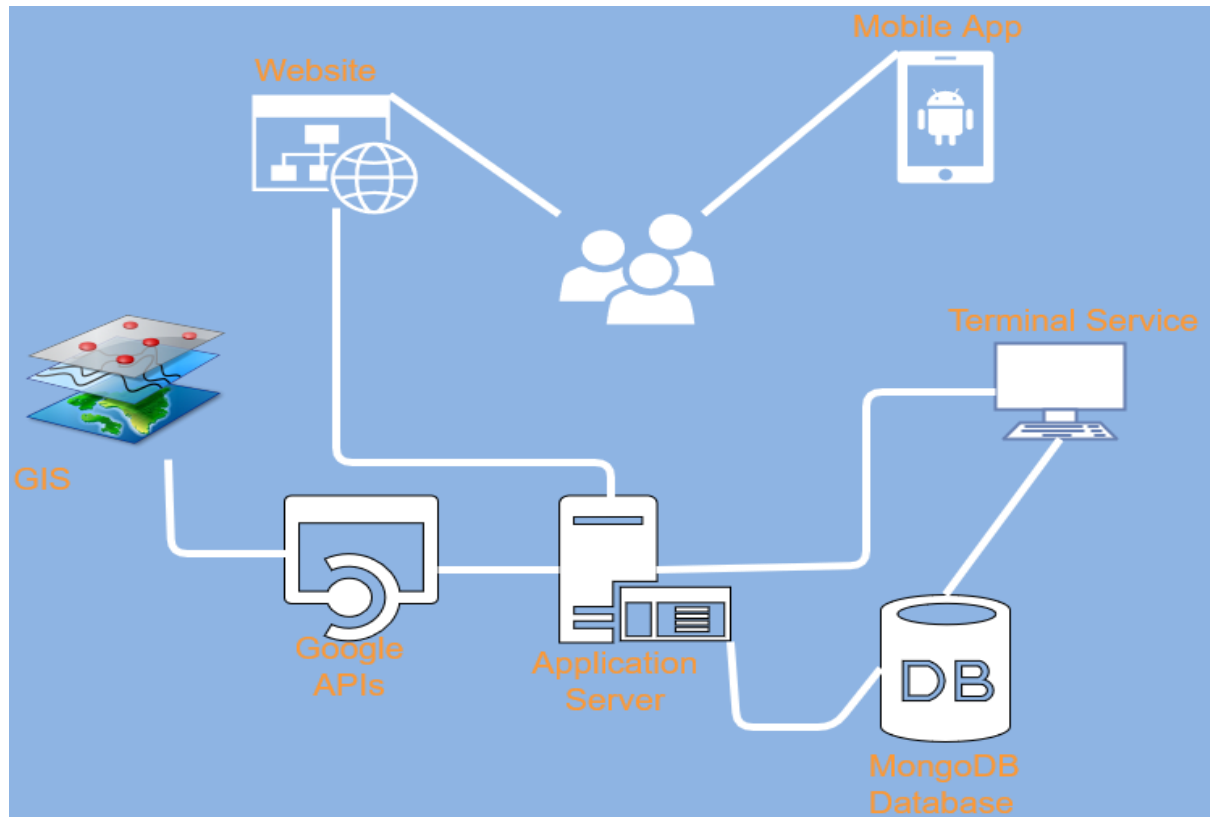 Mobile App
Website
Terminal Service
GIS
Google
APIs
Application
Server
DB
MongoDB
Database